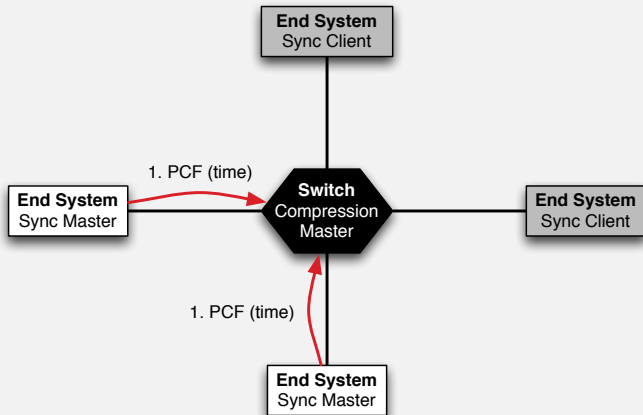 End System
Sync Client
1. PCF (time)
End System
Sync Master
Switch
Compression
Master
End System
Sync Client
1. PCF (time)
End System
Sync Master